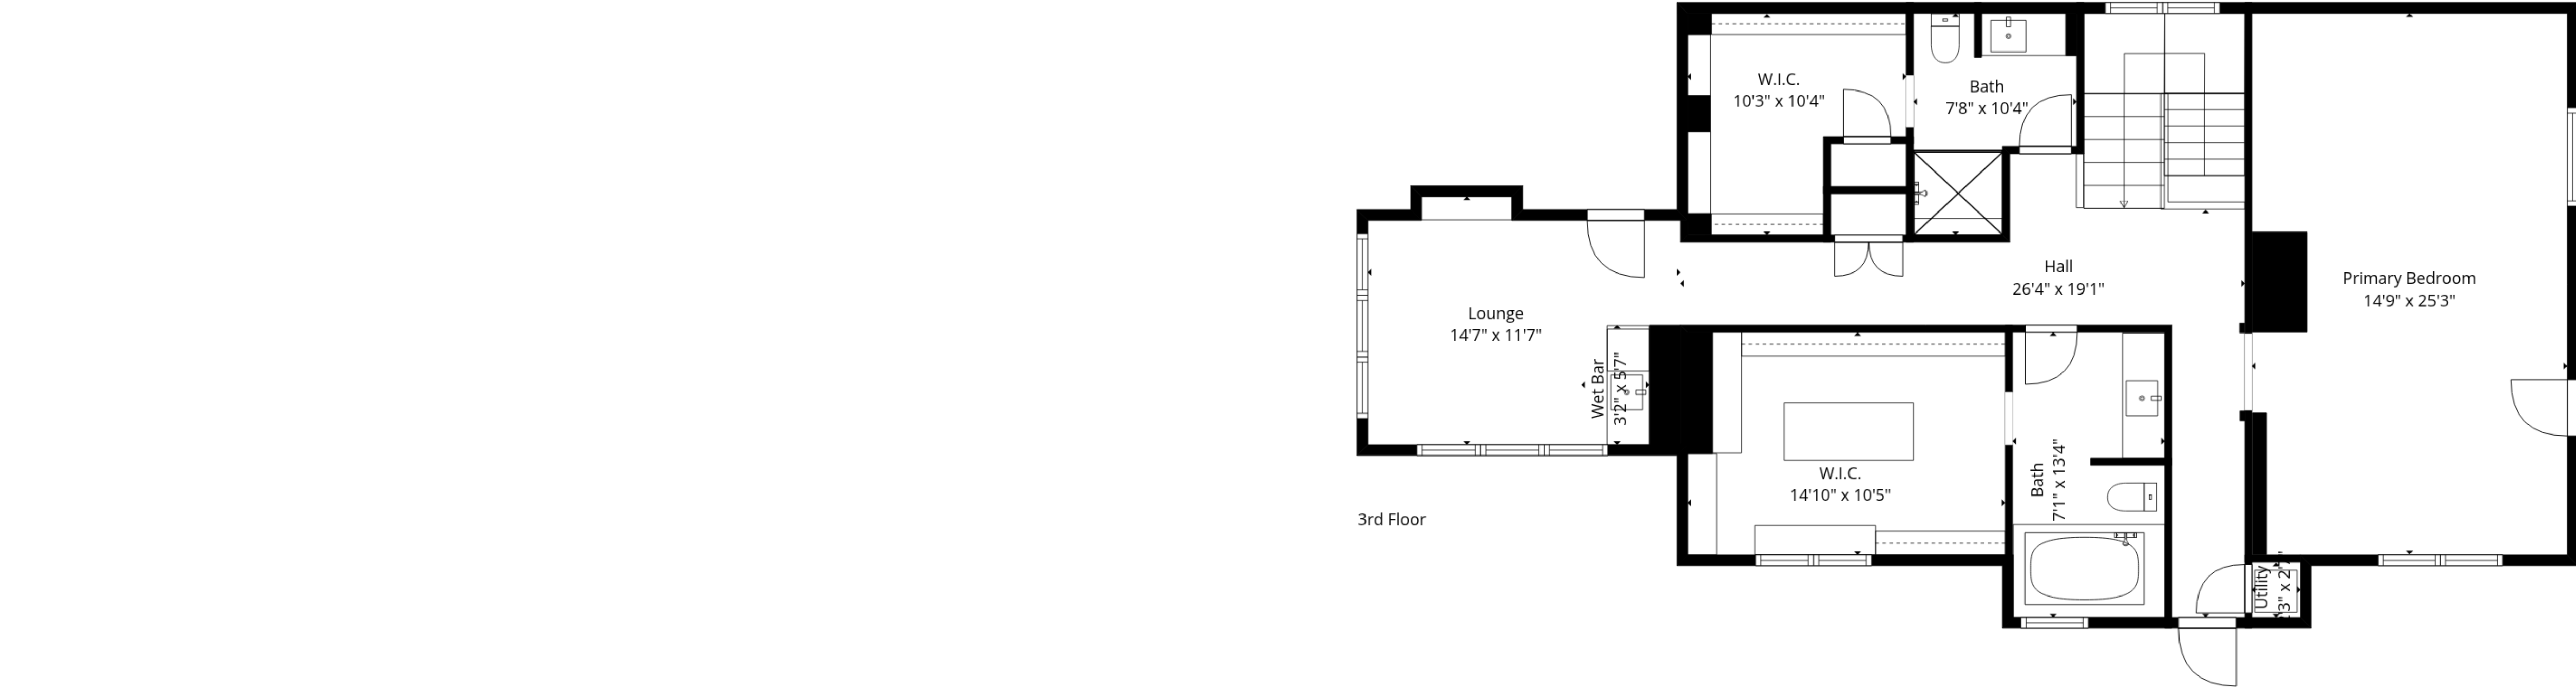 W.I.C.
10'3" x 10'4"
Bath
7'8" x 10'4"
Hall
26'4" x 19'1"
Primary Bedroom
14'9" x 25'3"
Lounge
14'7" x 11'7"
Wet Bar
3'2" x 5'7"
W.I.C.
14'10" x 10'5"
Bath
7'1" x 13'4"
3rd Floor
Utility